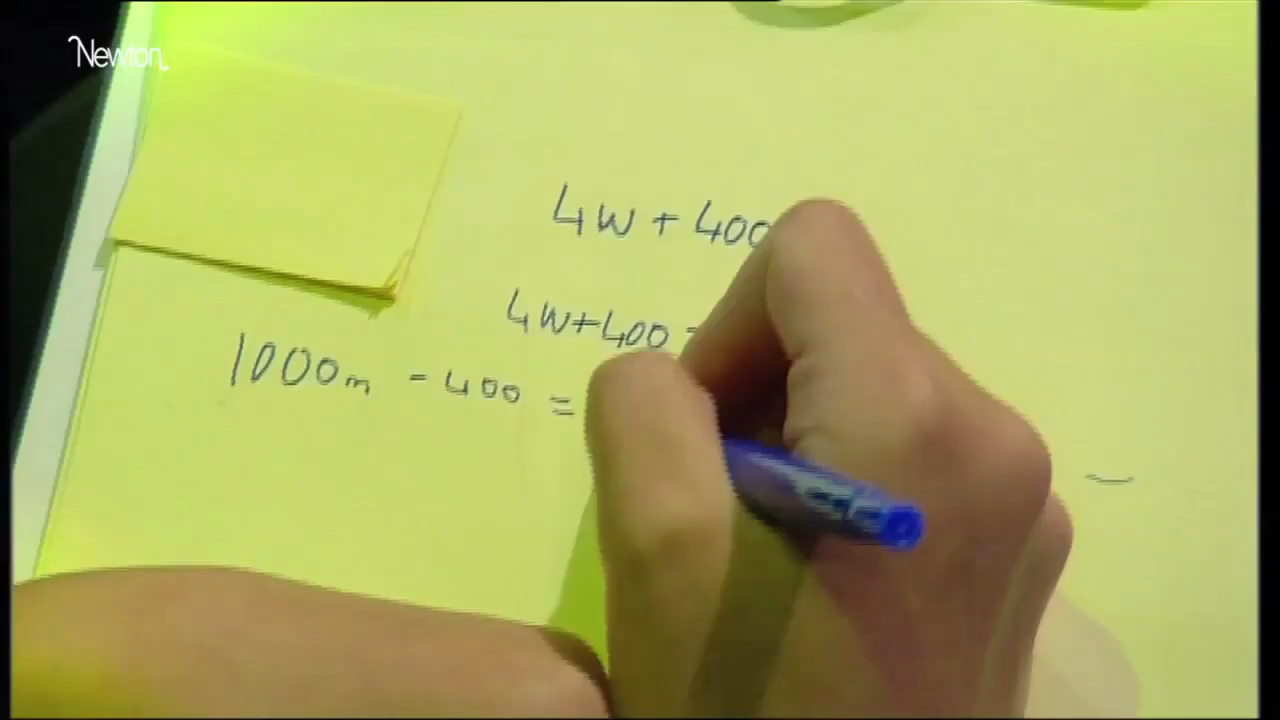 Newton
4W + 400
4W+400 =
1000m - 400 =